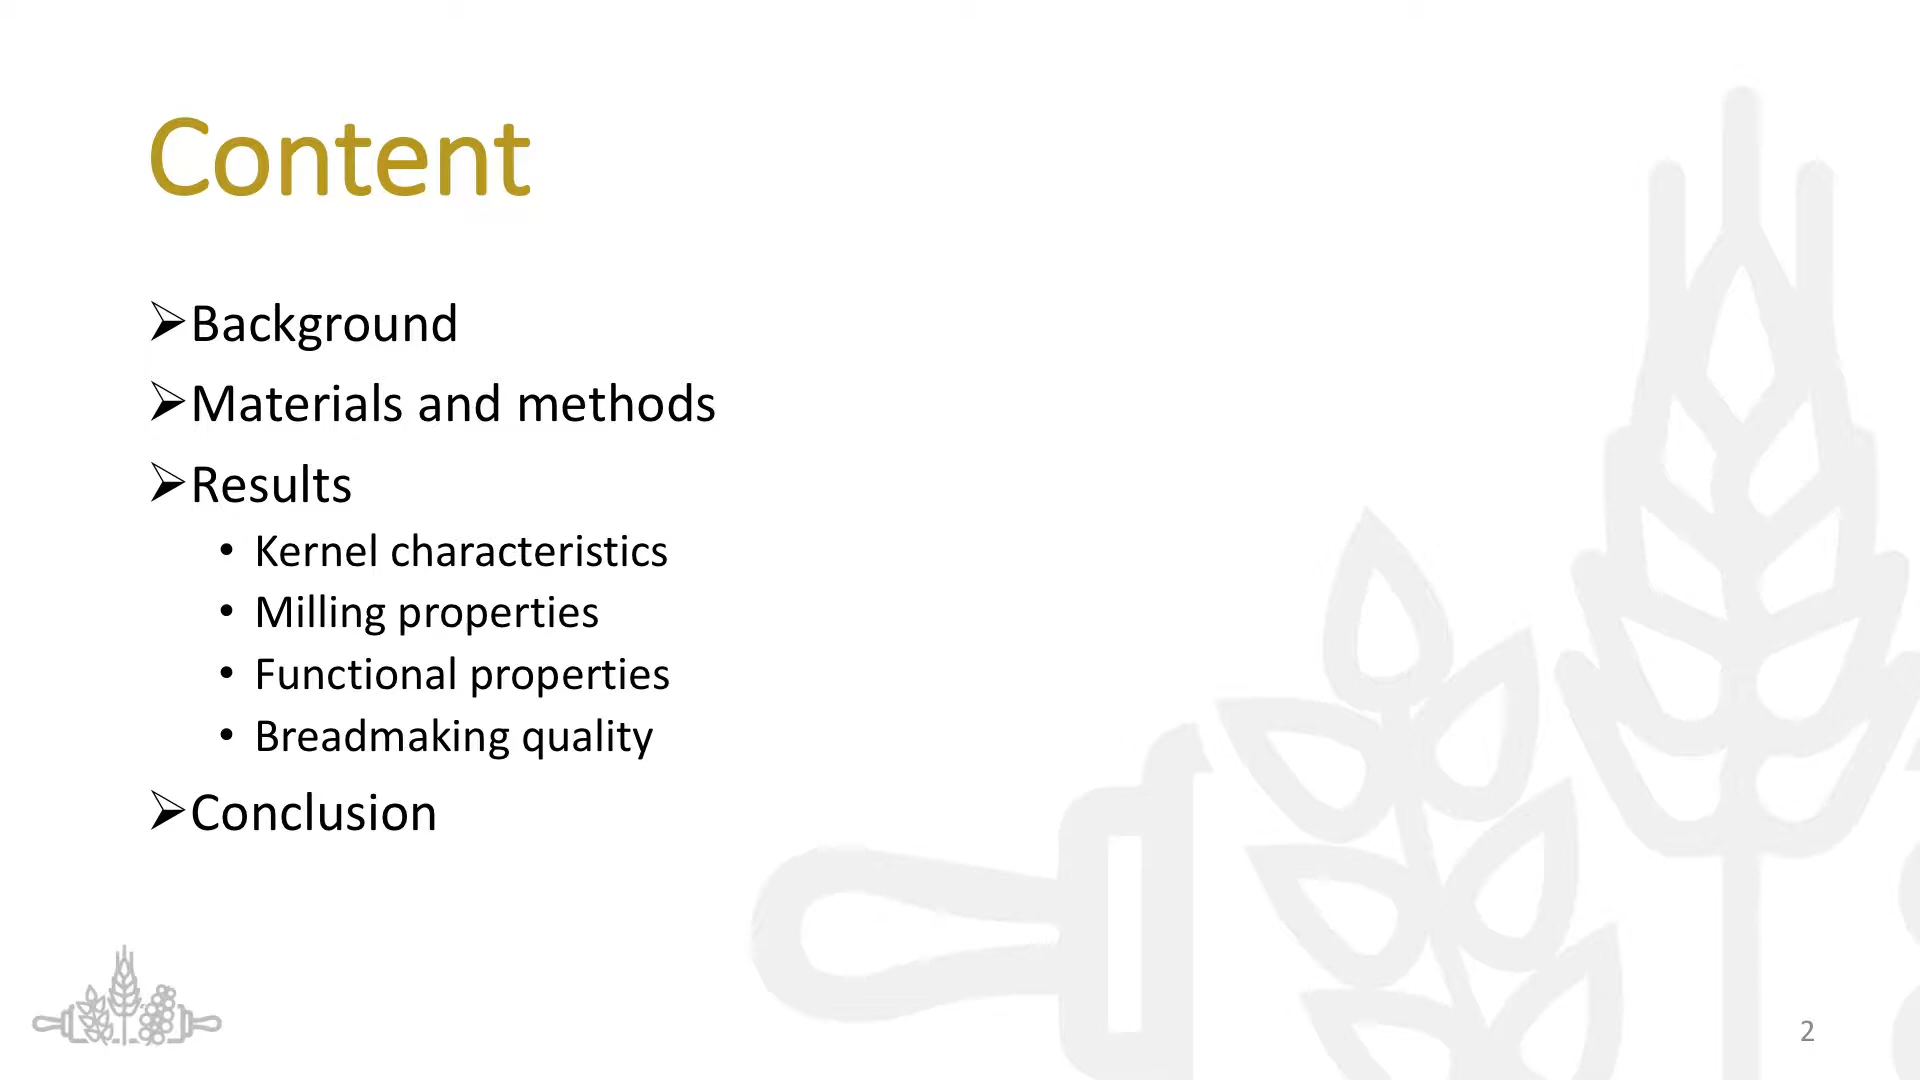 Content
➢Background
➢Materials and methods
➢Results
• Kernel characteristics
• Milling properties
• Functional properties
• Breadmaking quality
➢Conclusion
2